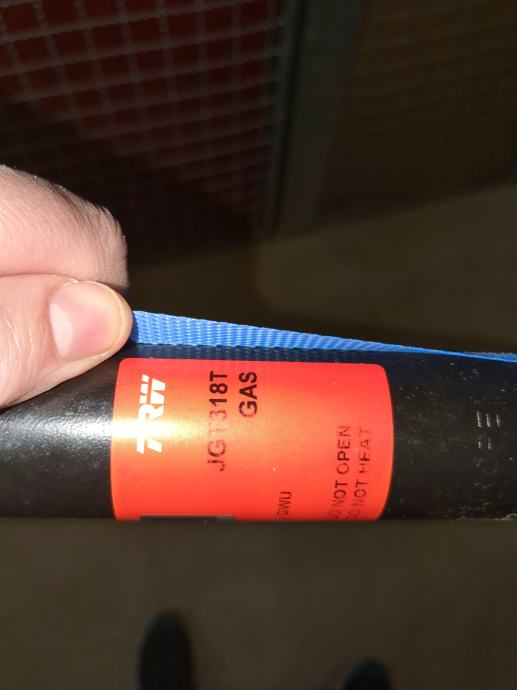 TRW
JGT318T
GAS
GWU
DO NOT OPEN
DO NOT HEAT